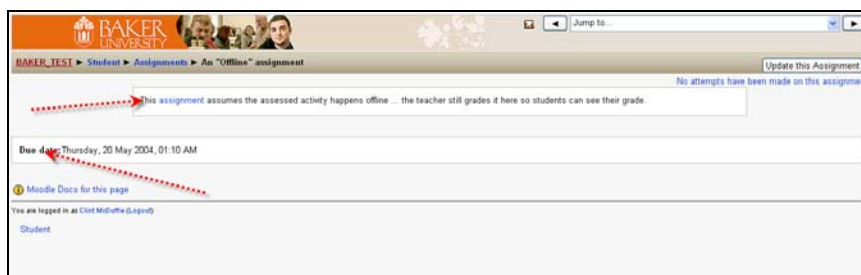 BAKER
UNIVERSITY
Jump to...
BAKER_TEST ► Student ► Assignments ► An "Offline" assignment
Update this Assignment
No attempts have been made on this assignme
This assignment assumes the assessed activity happens offline ... the teacher still grades it here so students can see their grade.
Due date: Thursday, 20 May 2004, 01:10 AM
Moodle Docs for this page
You are logged in as Clint McDuffie (Logout)
Student